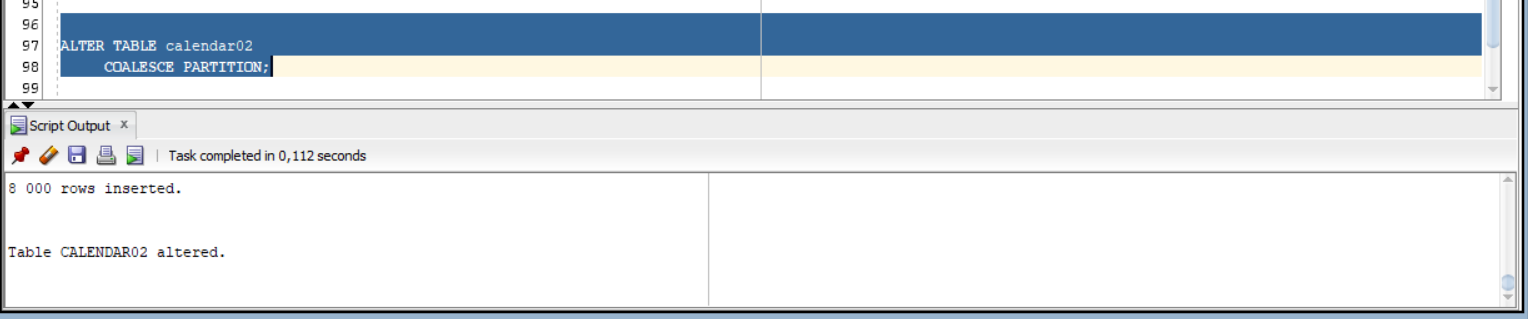 95
96
97 ALTER TABLE calendar02
98 COALESCE PARTITION;
99
Script Output x
Task completed in 0,112 seconds
8 000 rows inserted.
Table CALENDAR02 altered.